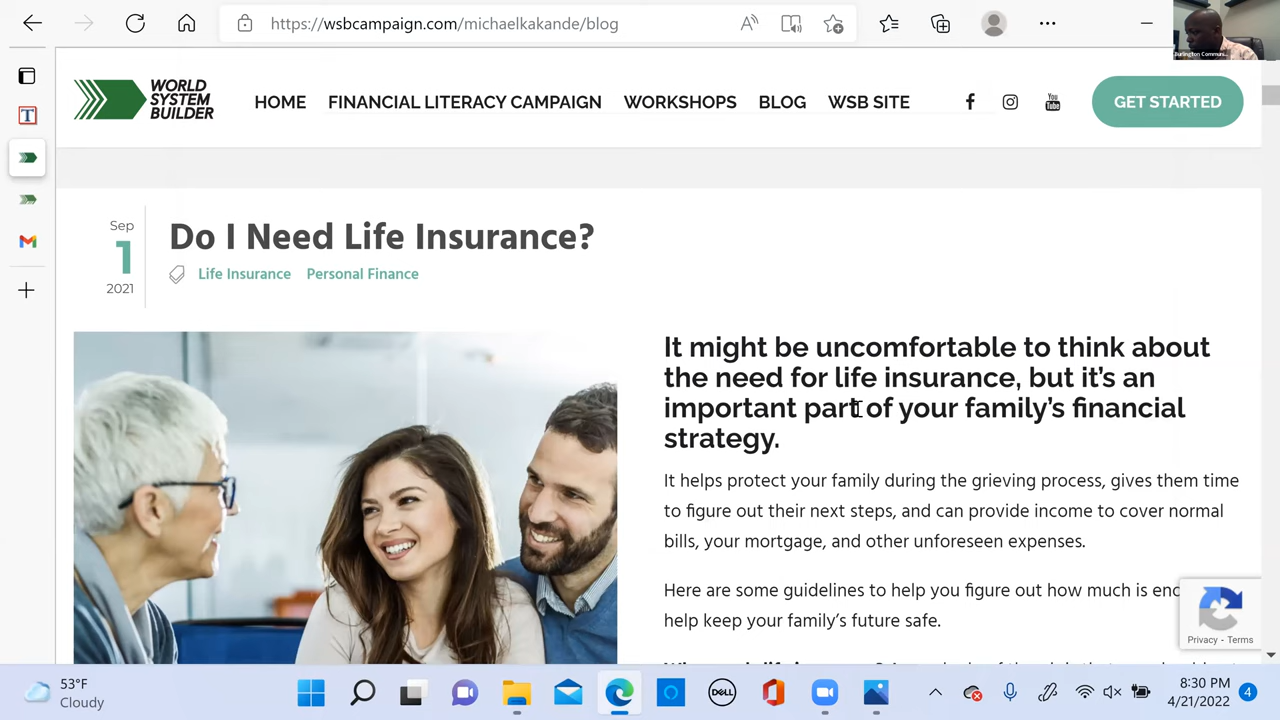 https://wsbcampaign.com/michaelkakande/blog
WORLD
SYSTEM
BUILDER
HOME FINANCIAL LITERACY CAMPAIGN WORKSHOPS BLOG WSB SITE
You
Tube
GET STARTED
Sep
1
2021
Do I Need Life Insurance?
Life Insurance Personal Finance
It might be uncomfortable to think about
the need for life insurance, but it's an
important part of your family's financial
strategy.
It helps protect your family during the grieving process, gives them time
to figure out their next steps, and can provide income to cover normal
bills, your mortgage, and other unforeseen expenses.
Here are some guidelines to help you figure out how much is
help keep your family's future safe.
Privacy - Terms
53°F
Cloudy
DELL
8:30 PM
4/21/2022
4